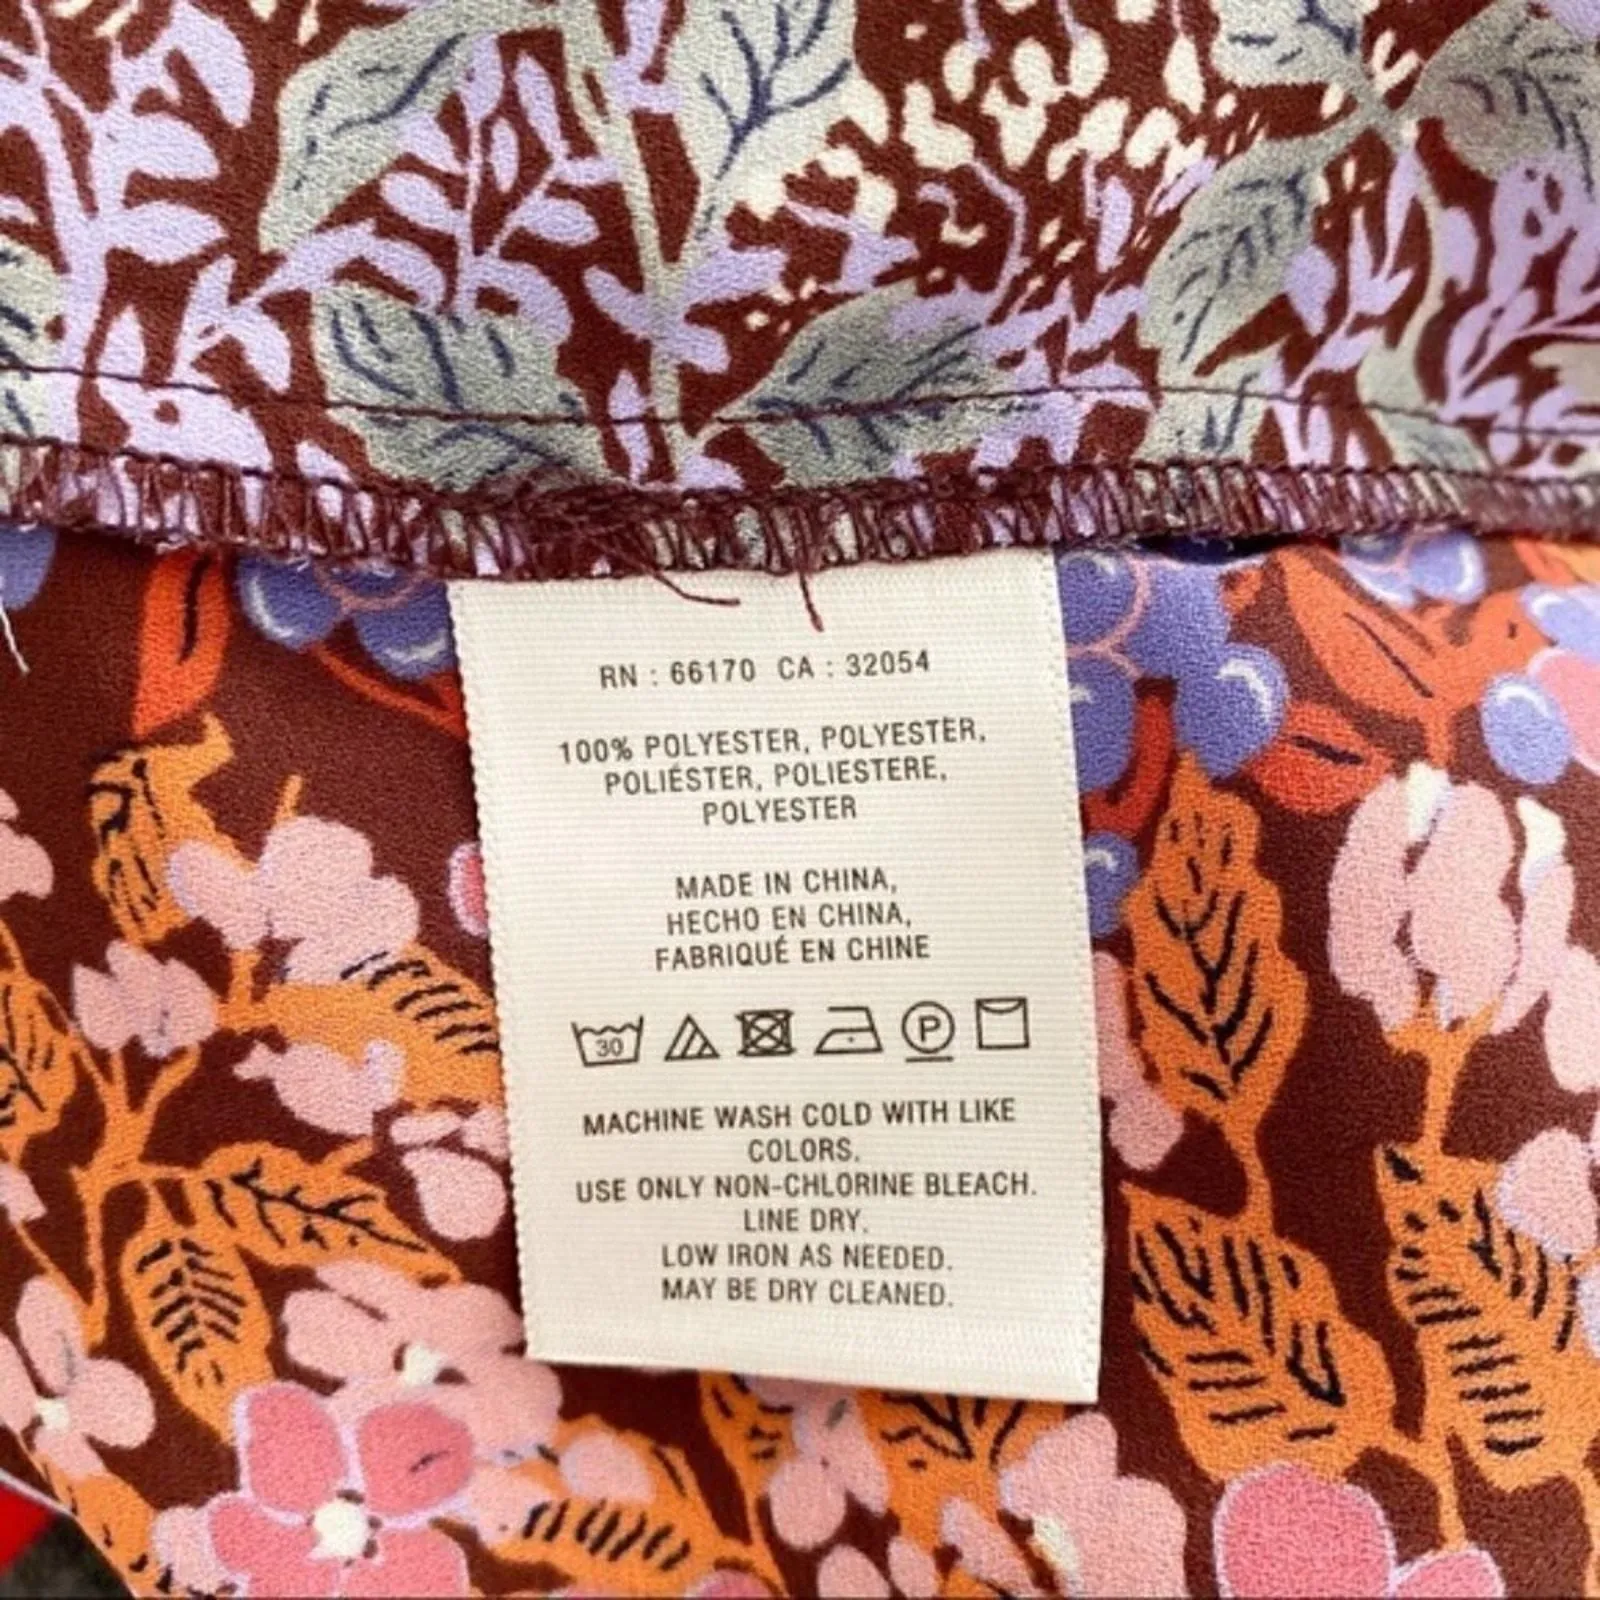 RN : 66170 CA : 32054
100% POLYESTER, POLYESTER,
POLIÉSTER, POLIESTERE,
POLYESTER
MADE IN CHINA,
HECHO EN CHINA,
FABRIQUÉ EN CHINE
30 P
MACHINE WASH COLD WITH LIKE
COLORS.
USE ONLY NON-CHLORINE BLEACH.
LINE DRY.
LOW IRON AS NEEDED.
MAY BE DRY CLEANED.